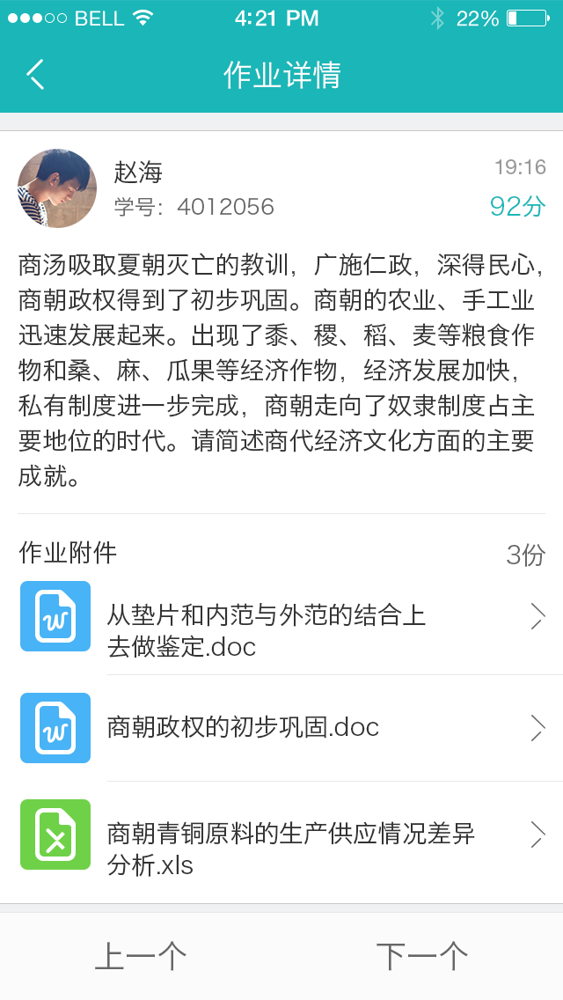 BELL 4:21 PM 22%
作业详情
赵海 19:16
学号：4012056 92分
商汤吸取夏朝灭亡的教训，广施仁政，深得民心，
商朝政权得到了初步巩固。商朝的农业、手工业
迅速发展起来。出现了黍、稷、稻、麦等粮食作
物和桑、麻、瓜果等经济作物，经济发展加快，
私有制度进一步完成，商朝走向了奴隶制度占主
要地位的时代。请简述商代经济文化方面的主要
成就。
作业附件 3份
从垫片和内范与外范的结合上
去做鉴定.doc
商朝政权的初步巩固.doc
商朝青铜原料的生产供应情况差异
分析.xls
上一个 下一个